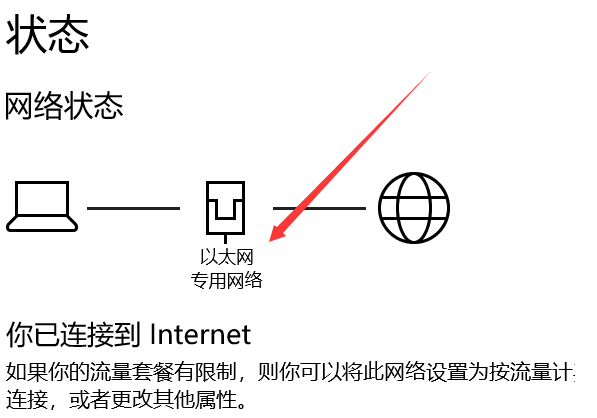 状态
网络状态
以太网
专用网络
你已连接到 Internet
如果你的流量套餐有限制，则你可以将此网络设置为按流量计
连接，或者更改其他属性。